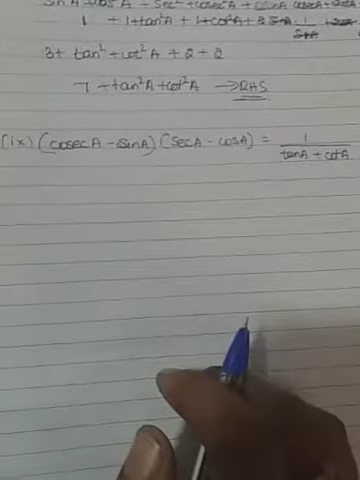 1 + 1+tan²A + 1+cot²A + 2
3+ tan² + cot²A + 2 + 2
7 + tan²A + cot²A → RHS
(ix) (cosecA - sinA) (secA - cosA) = 1 / tanA + cotA